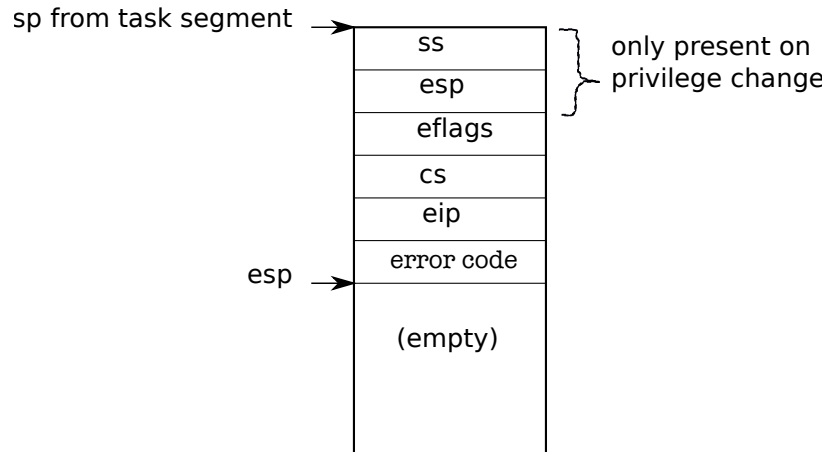 sp from task segment
ss
only present on
privilege change
esp
eflags
cs
eip
error code
esp
(empty)